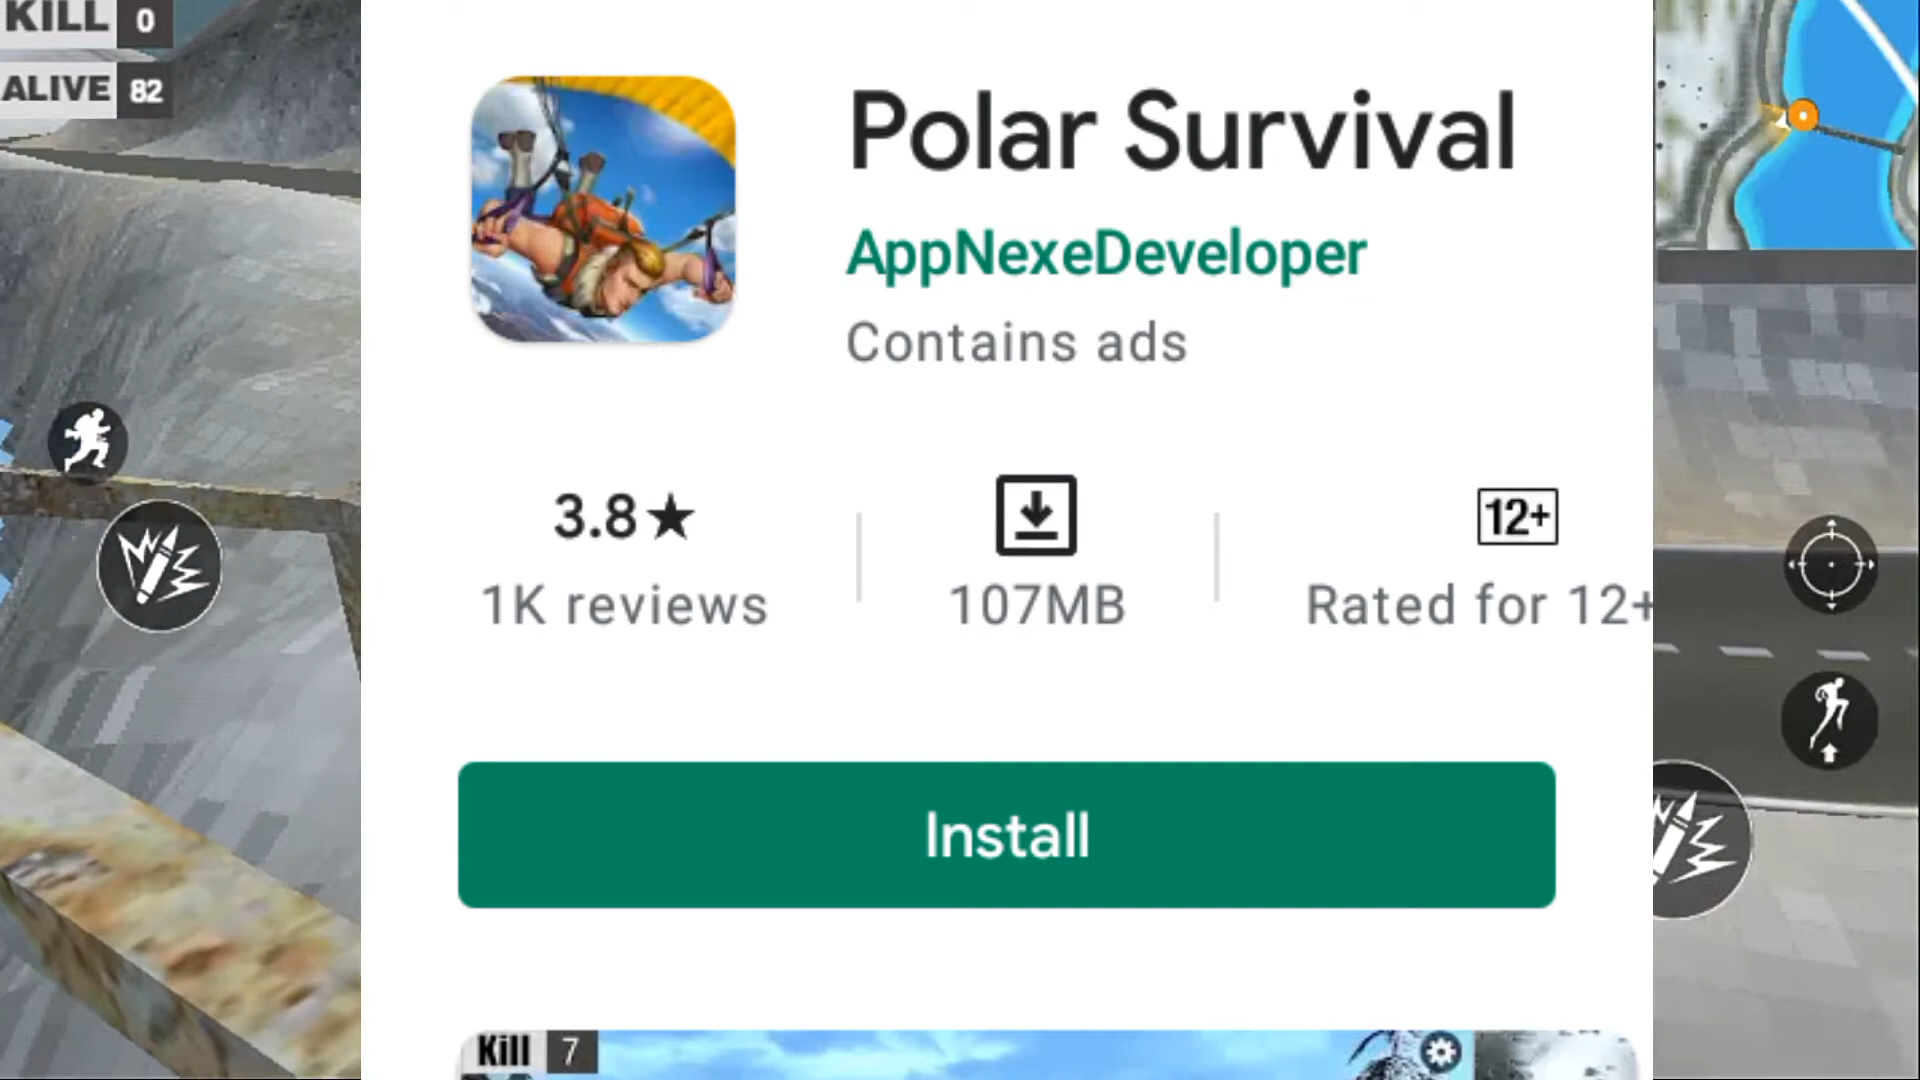 KILL 0
ALIVE 82
Polar Survival
AppNexeDeveloper
Contains ads
3.8★
1K reviews
107MB
12+
Rated for 12+
Install
Kill 7